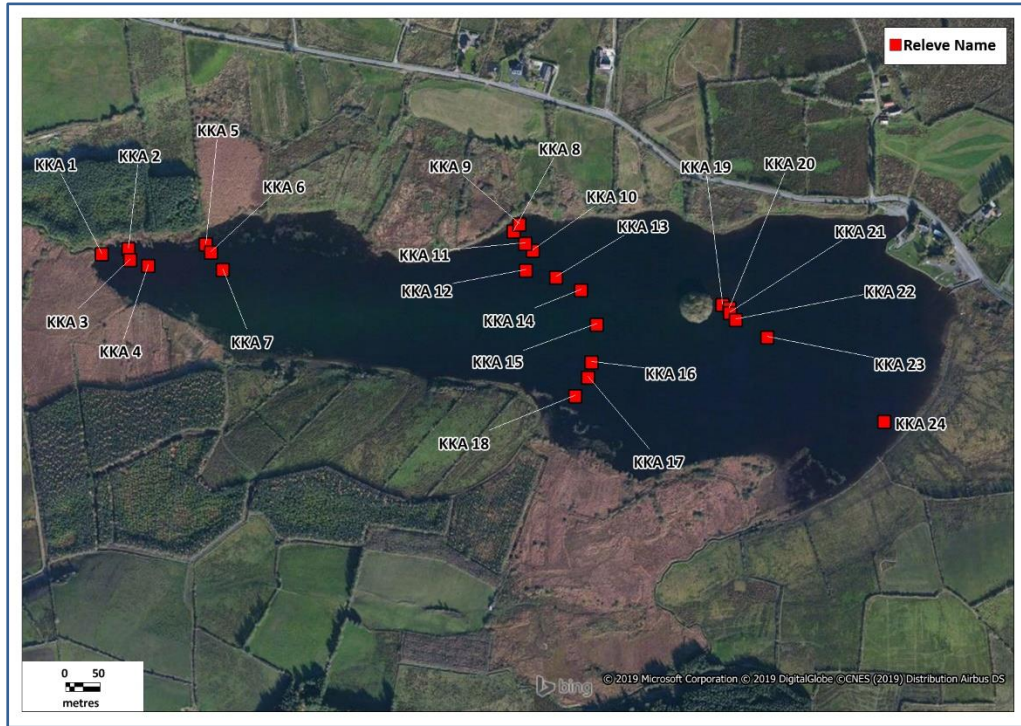 Releve Name
KKA 5
KKA 1
KKA 2
KKA 6
KKA 9
KKA 8
KKA 10
KKA 13
KKA 19
KKA 20
KKA 21
KKA 11
KKA 12
KKA 22
KKA 3
KKA 4
KKA 7
KKA 14
KKA 15
KKA 16
KKA 23
KKA 18
KKA 17
KKA 24
0 50
metres
bing
© 2019 Microsoft Corporation © 2019 DigitalGlobe ©CNES (2019) Distribution Airbus DS